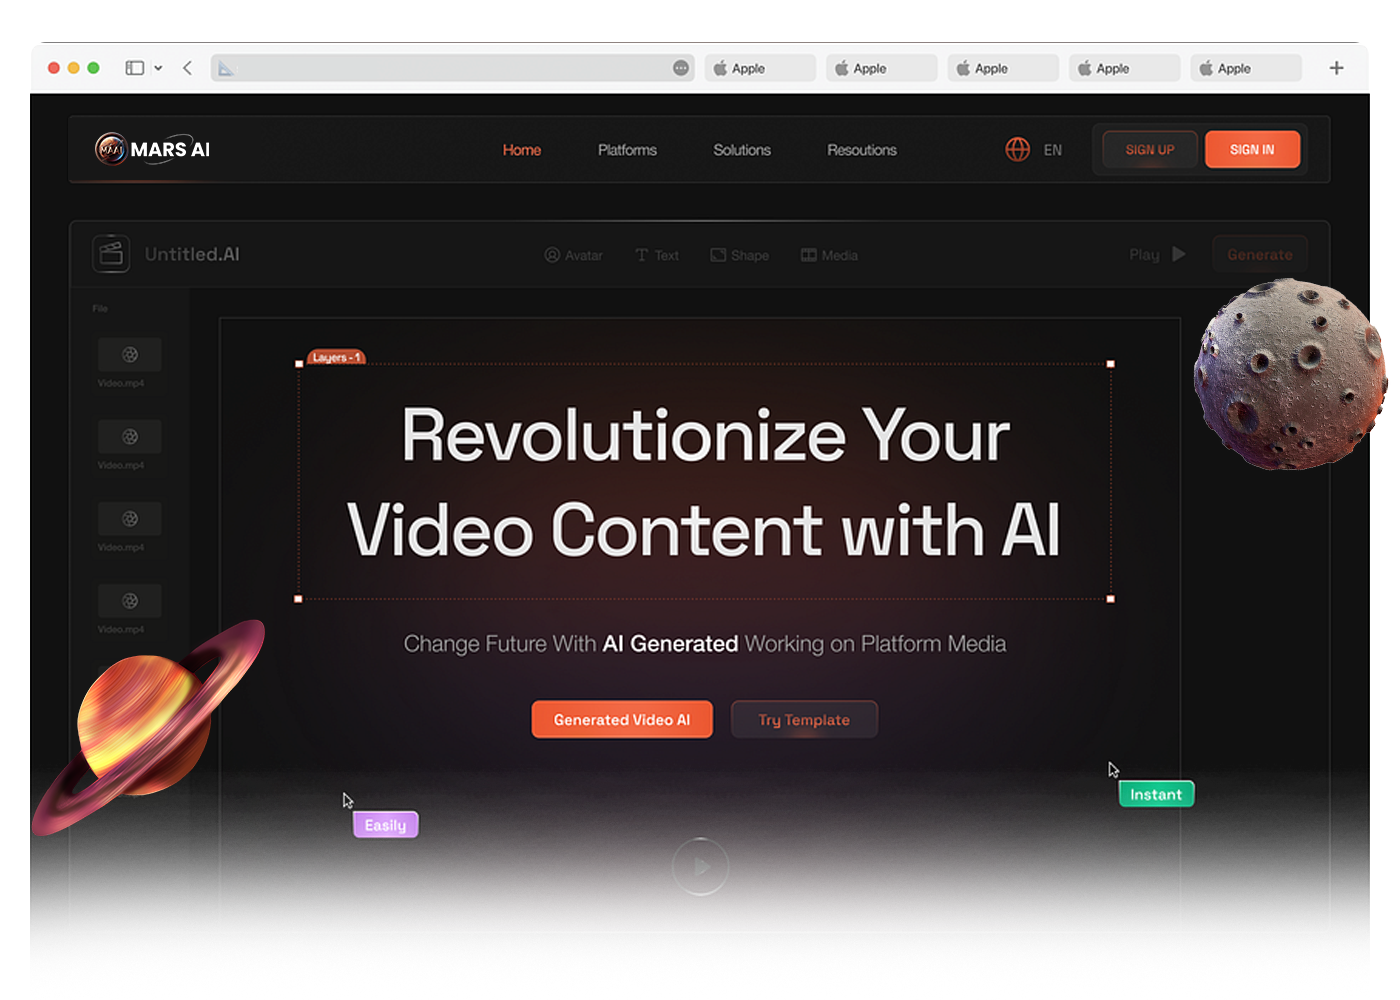 Apple Apple Apple Apple Apple
MARS AI Home Platforms Solutions Resoutions EN SIGN UP SIGN IN
Untitled.AI Avatar Text Shape Media Play Generate
File
Layers - 1
Video.mp4
Revolutionize Your
Video.mp4
Video Content with AI
Video.mp4
Video.mp4
Change Future With AI Generated Working on Platform Media
Generated Video AI Try Template
Instant
Easily